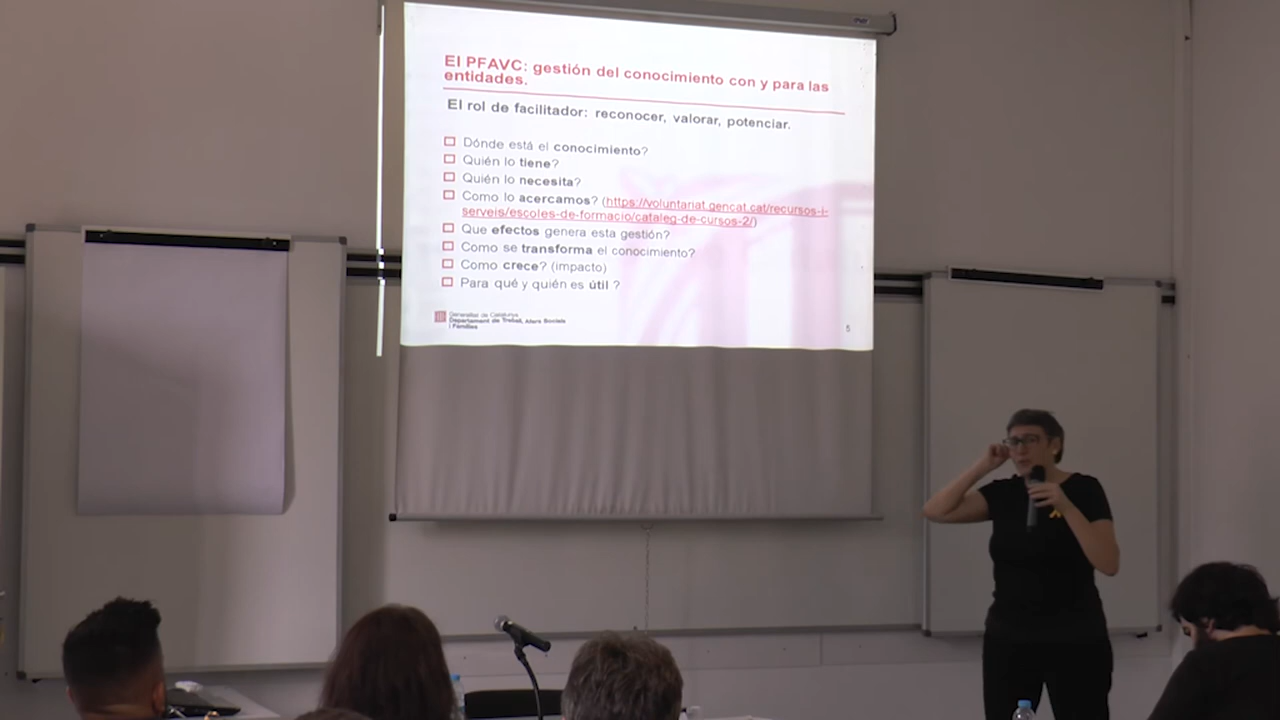 El PFAVC: gestión del conocimiento con y para las
entidades.
El rol de facilitador: reconocer, valorar, potenciar.
Dónde está el conocimiento?
Quién lo tiene?
Quién lo necesita?
Como lo acercamos? (https://voluntariat.gencat.cat/recursos-i-
serveis/escoles-de-formacio/cataleg-de-cursos-2/)
Que efectos genera esta gestión?
Como se transforma el conocimiento?
Como crece? (impacto)
Para qué y quién es útil ?
Generalitat de Catalunya
Departament de Treball, Afers Socials
i Famílies
5